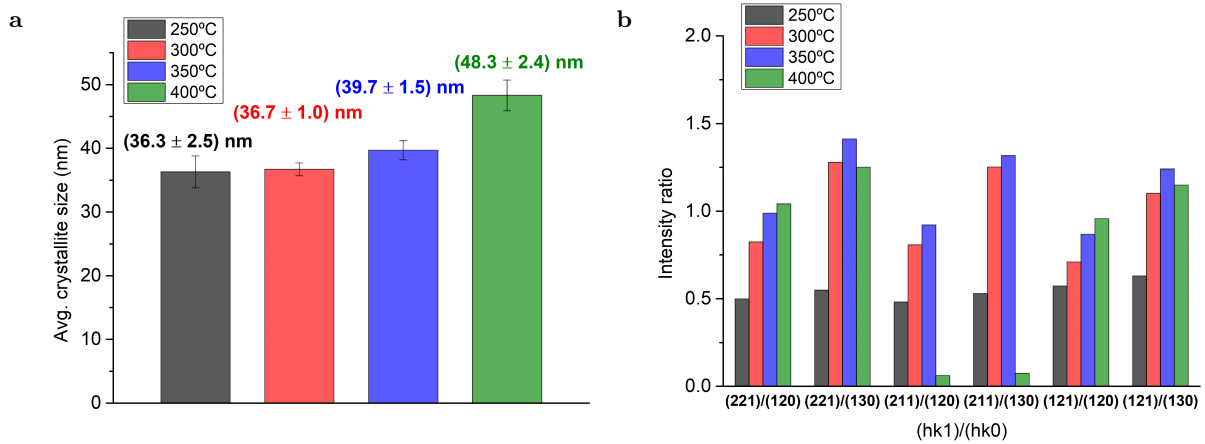 a
250ºC
300ºC
350ºC
400ºC
(36.3 ± 2.5) nm
(36.7 ± 1.0) nm
(39.7 ± 1.5) nm
(48.3 ± 2.4) nm
50
40
30
20
10
0
Avg. crystallite size (nm)
b
250ºC
300ºC
350ºC
400ºC
2.0
1.5
1.0
0.5
0.0
Intensity ratio
(221)/(120) (221)/(130) (211)/(120) (211)/(130) (121)/(120) (121)/(130)
(hk1)/(hk0)